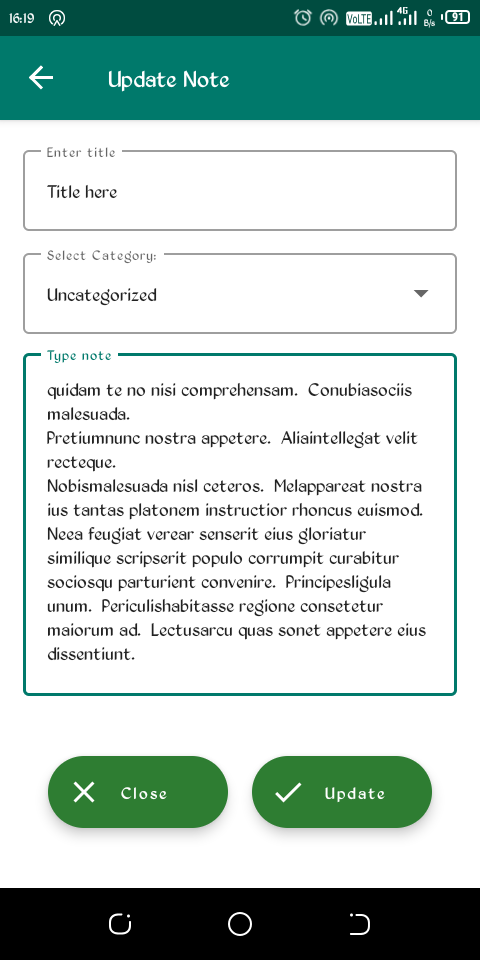 16:19
VoLTE
4G
0
B/s
91
Update Note
Enter title
Title here
Select Category:
Uncategorized
Type note
quidam te no nisi comprehensam.  Conubiasociis
malesuada.
Pretiumnunc nostra appetere.  Aliaintellegat velit
recteque.
Nobismalesuada nisl ceteros.  Melappareat nostra
ius tantas platonem instructior rhoncus euismod.
Neea feugiat verear senserit eius gloriatur
similique scripserit populo corrumpit curabitur
sociosqu parturient convenire.  Principesligula
unum.  Periculishabitasse regione consetetur
maiorum ad.  Lectusarcu quas sonet appetere eius
dissentiunt.
Close
Update